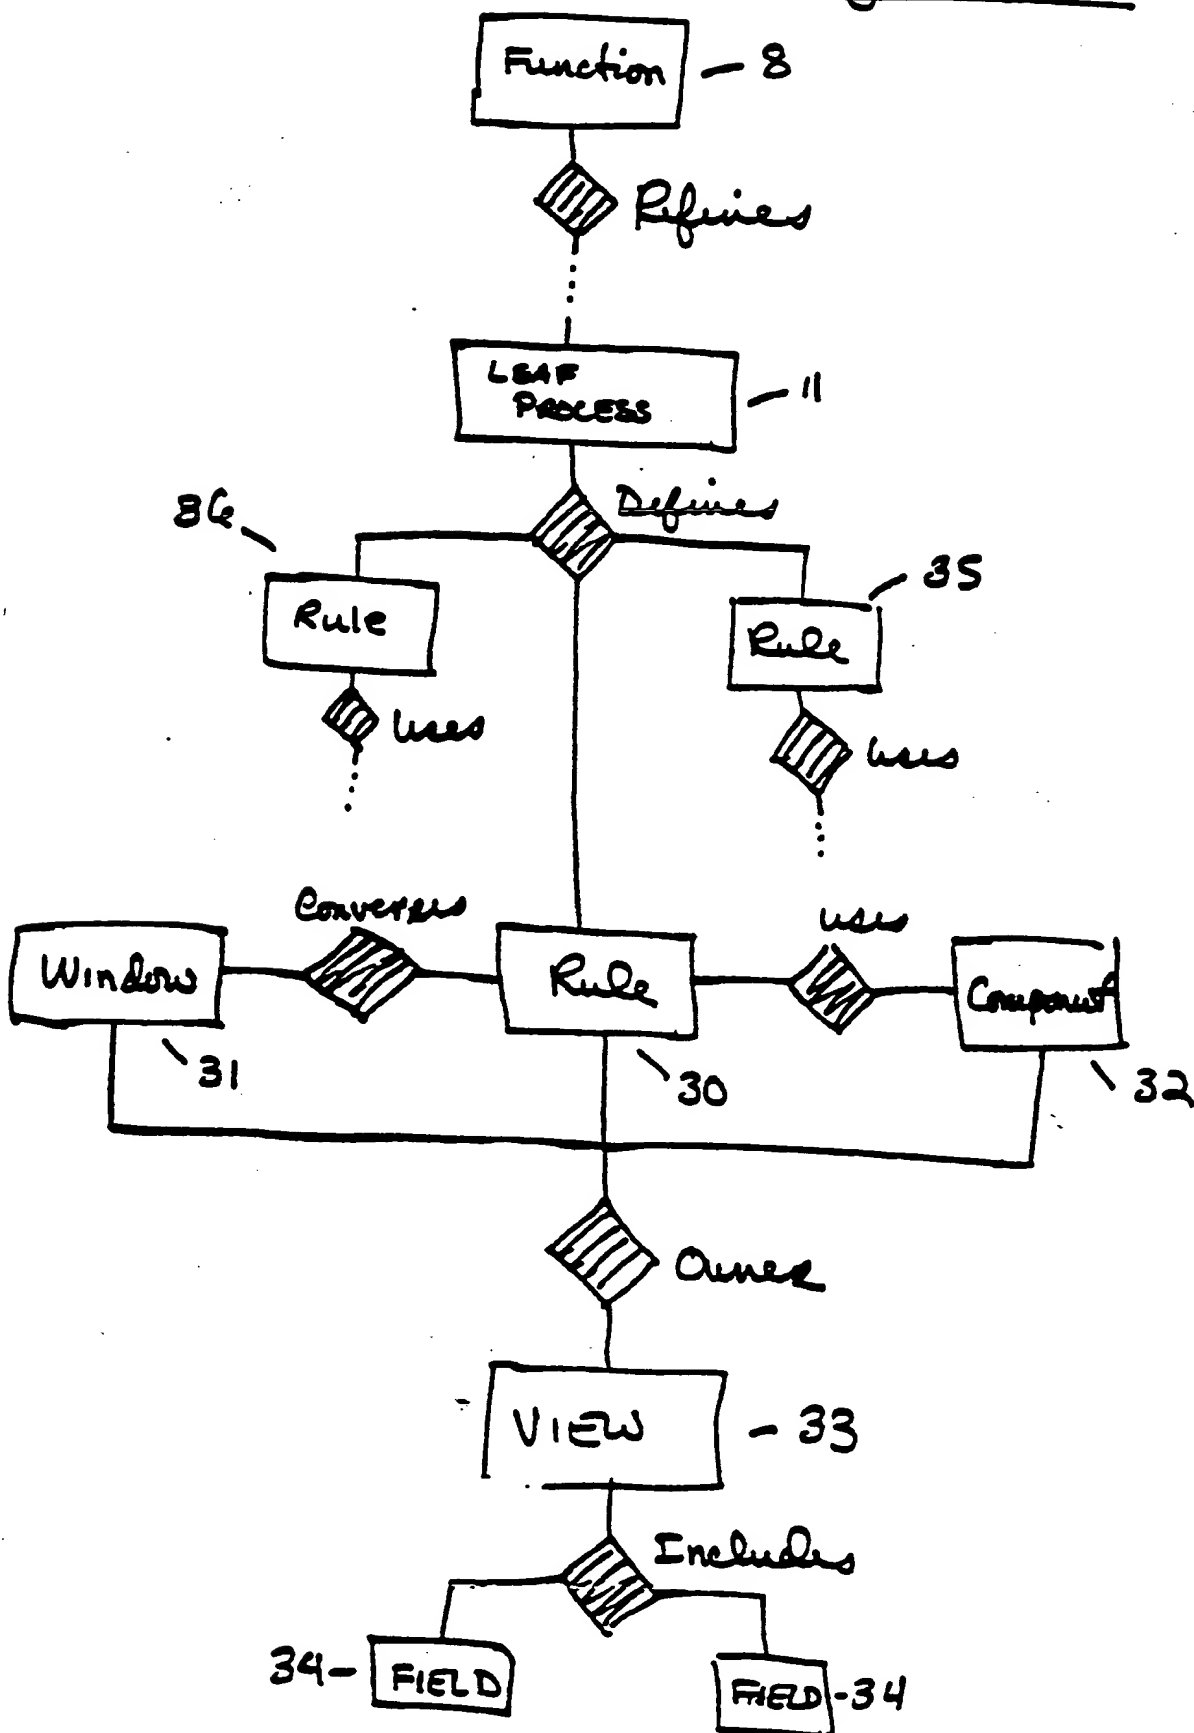 Function - 8
Refines
LEAF
PROCESS
- 11
Defines
36
35
Rule
Rule
uses
uses
Converses
uses
Window
Rule
Component
31
30
32
Owner
VIEW
- 33
Includes
34- FIELD
FIELD -34